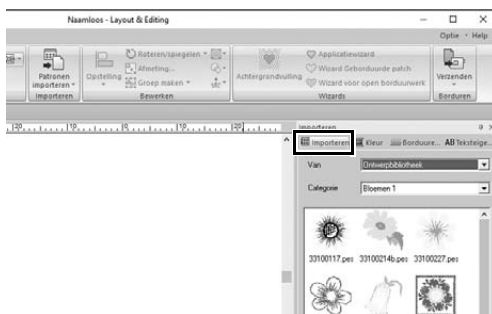 Naamloos - Layout & Editing
Optie Help
Patronen importeren
Opstelling
Roteren/spiegelen
Afmeting...
Groep maken
Achtergrondvulling
Applicatiewizard
Wizard Geborduurde patch
Wizard voor open borduurwerk
Verzenden
Importeren
Bewerken
Wizards
Borduren
Importeren
Importeren Kleur Borduure... AB Teksteige...
Van Ontwerpbibliotheek
Categorie Bloemen 1
33100117.pes 33100214b.pes 33100227.pes